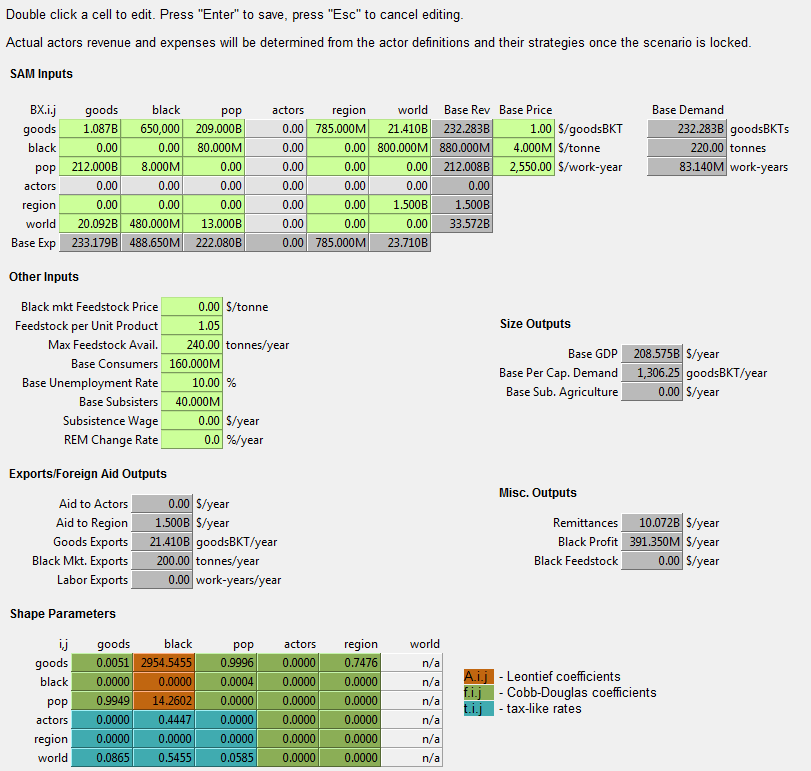 Double click a cell to edit. Press "Enter" to save, press "Esc" to cancel editing.
Actual actors revenue and expenses will be determined from the actor definitions and their strategies once the scenario is locked.
SAM Inputs
BX.i.j goods black pop actors region world Base Rev Base Price Base Demand
goods 1.087B 650,000 209.000B 0.00 785.000M 21.410B 232.283B 1.00 $/goodsBKT 232.283B goodsBKTs
black 0.00 0.00 80.000M 0.00 0.00 800.000M 880.000M 4.000M $/tonne 220.00 tonnes
pop 212.000B 8.000M 0.00 0.00 0.00 0.00 212.008B 2,550.00 $/work-year 83.140M work-years
actors 0.00 0.00 0.00 0.00 0.00 0.00 0.00
region 0.00 0.00 0.00 0.00 0.00 1.500B 1.500B
world 20.092B 480.000M 13.000B 0.00 0.00 0.00 33.572B
Base Exp 233.179B 488.650M 222.080B 0.00 785.000M 23.710B
Other Inputs
Black mkt Feedstock Price 0.00 $/tonne
Feedstock per Unit Product 1.05
Max Feedstock Avail. 240.00 tonnes/year
Base Consumers 160.000M
Base Unemployment Rate 10.00 %
Base Subsisters 40.000M
Subsistence Wage 0.00 $/year
REM Change Rate 0.0 %/year
Size Outputs
Base GDP 208.575B $/year
Base Per Cap. Demand 1,306.25 goodsBKT/year
Base Sub. Agriculture 0.00 $/year
Exports/Foreign Aid Outputs
Aid to Actors 0.00 $/year
Aid to Region 1.500B $/year
Goods Exports 21.410B goodsBKT/year
Black Mkt. Exports 200.00 tonnes/year
Labor Exports 0.00 work-years/year
Misc. Outputs
Remittances 10.072B $/year
Black Profit 391.350M $/year
Black Feedstock 0.00 $/year
Shape Parameters
i,j goods black pop actors region world
goods 0.0051 2954.5455 0.9996 0.0000 0.7476 n/a
black 0.0000 0.0000 0.0004 0.0000 0.0000 n/a
pop 0.9949 14.2602 0.0000 0.0000 0.0000 n/a
actors 0.0000 0.4447 0.0000 0.0000 0.0000 n/a
region 0.0000 0.0000 0.0000 0.0000 0.0000 n/a
world 0.0865 0.5455 0.0585 0.0000 0.0000 n/a
A.i.j - Leontief coefficients
f.i.j - Cobb-Douglas coefficients
t.i.j - tax-like rates